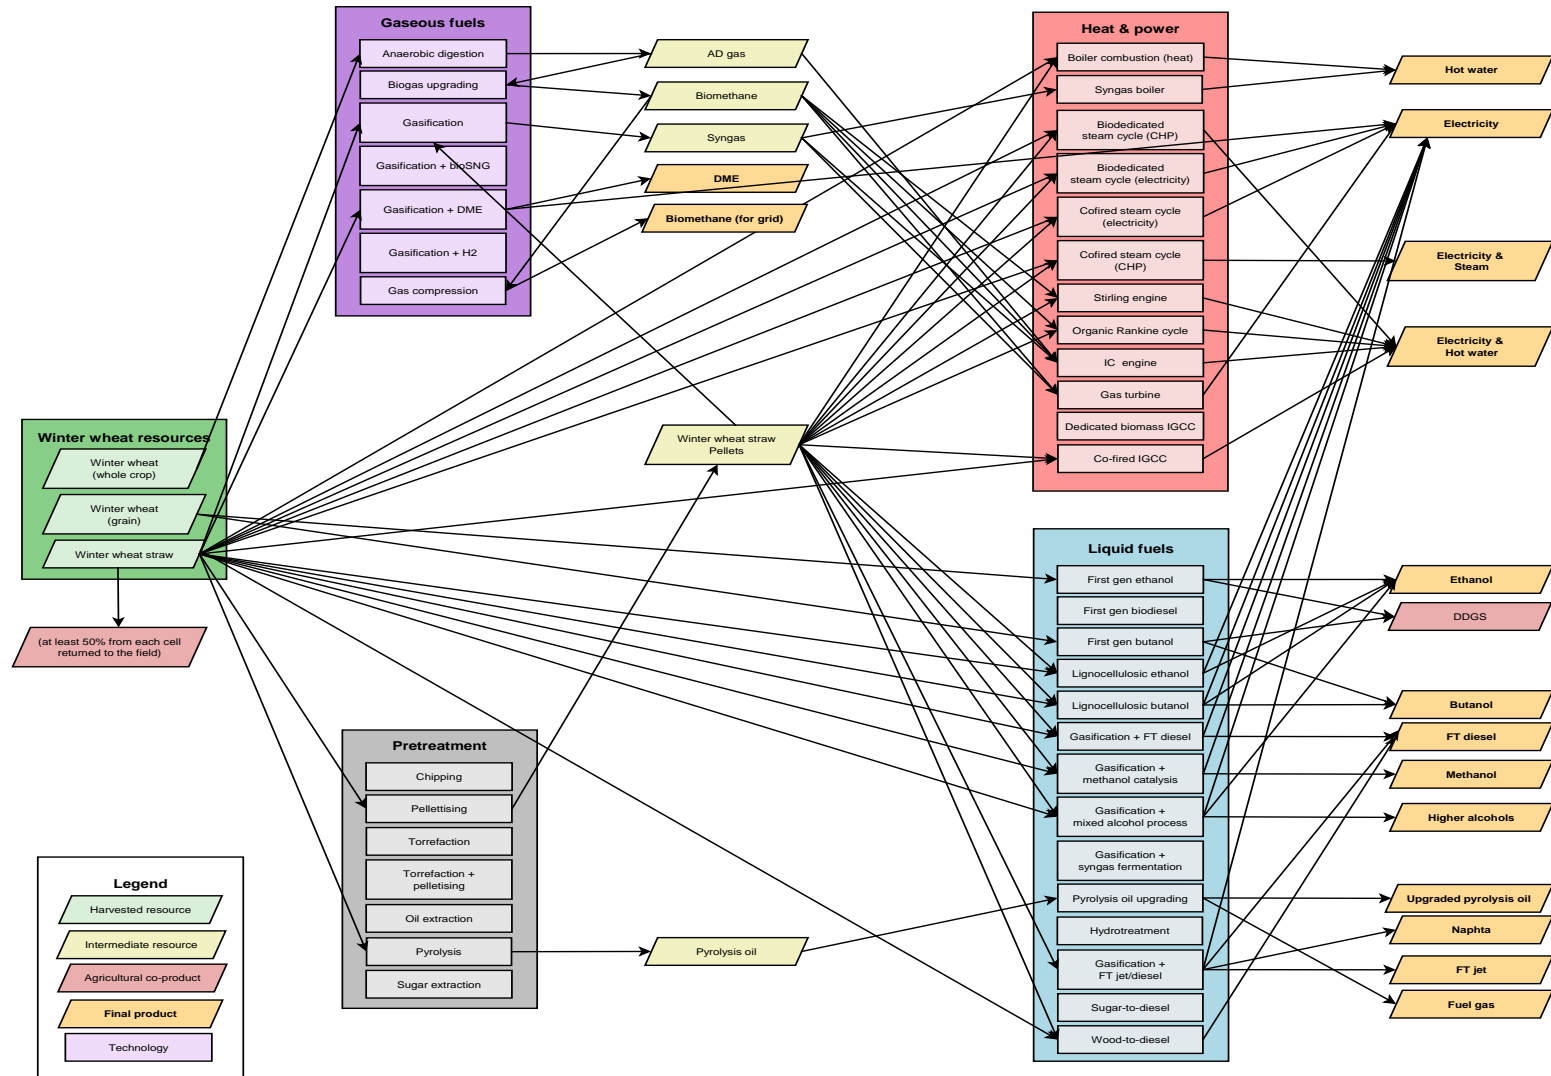 Gaseous fuels
Anaerobic digestion
Biogas upgrading
Gasification
Gasification + bioSNG
Gasification + DME
Gasification + H2
Gas compression
AD gas
Biomethane
Syngas
DME
Biomethane (for grid)
Heat & power
Boiler combustion (heat)
Syngas boiler
Biodedicated
steam cycle (CHP)
Biodedicated
steam cycle (electricity)
Cofired steam cycle
(electricity)
Cofired steam cycle
(CHP)
Stirling engine
Organic Rankine cycle
IC engine
Gas turbine
Dedicated biomass IGCC
Co-fired IGCC
Hot water
Electricity
Electricity &
Steam
Electricity &
Hot water
Winter wheat resources
Winter wheat
(whole crop)
Winter wheat
(grain)
Winter wheat straw
(at least 50% from each cell
returned to the field)
Winter wheat straw
Pellets
Pretreatment
Chipping
Pellettising
Torrefaction
Torrefaction +
pelletising
Oil extraction
Pyrolysis
Sugar extraction
Pyrolysis oil
Liquid fuels
First gen ethanol
First gen biodiesel
First gen butanol
Lignocellulosic ethanol
Lignocellulosic butanol
Gasification + FT diesel
Gasification +
methanol catalysis
Gasification +
mixed alcohol process
Gasification +
syngas fermentation
Pyrolysis oil upgrading
Hydrotreatment
Gasification +
FT jet/diesel
Sugar-to-diesel
Wood-to-diesel
Ethanol
DDGS
Butanol
FT diesel
Methanol
Higher alcohols
Upgraded pyrolysis oil
Naphta
FT jet
Fuel gas
Legend
Harvested resource
Intermediate resource
Agricultural co-product
Final product
Technology